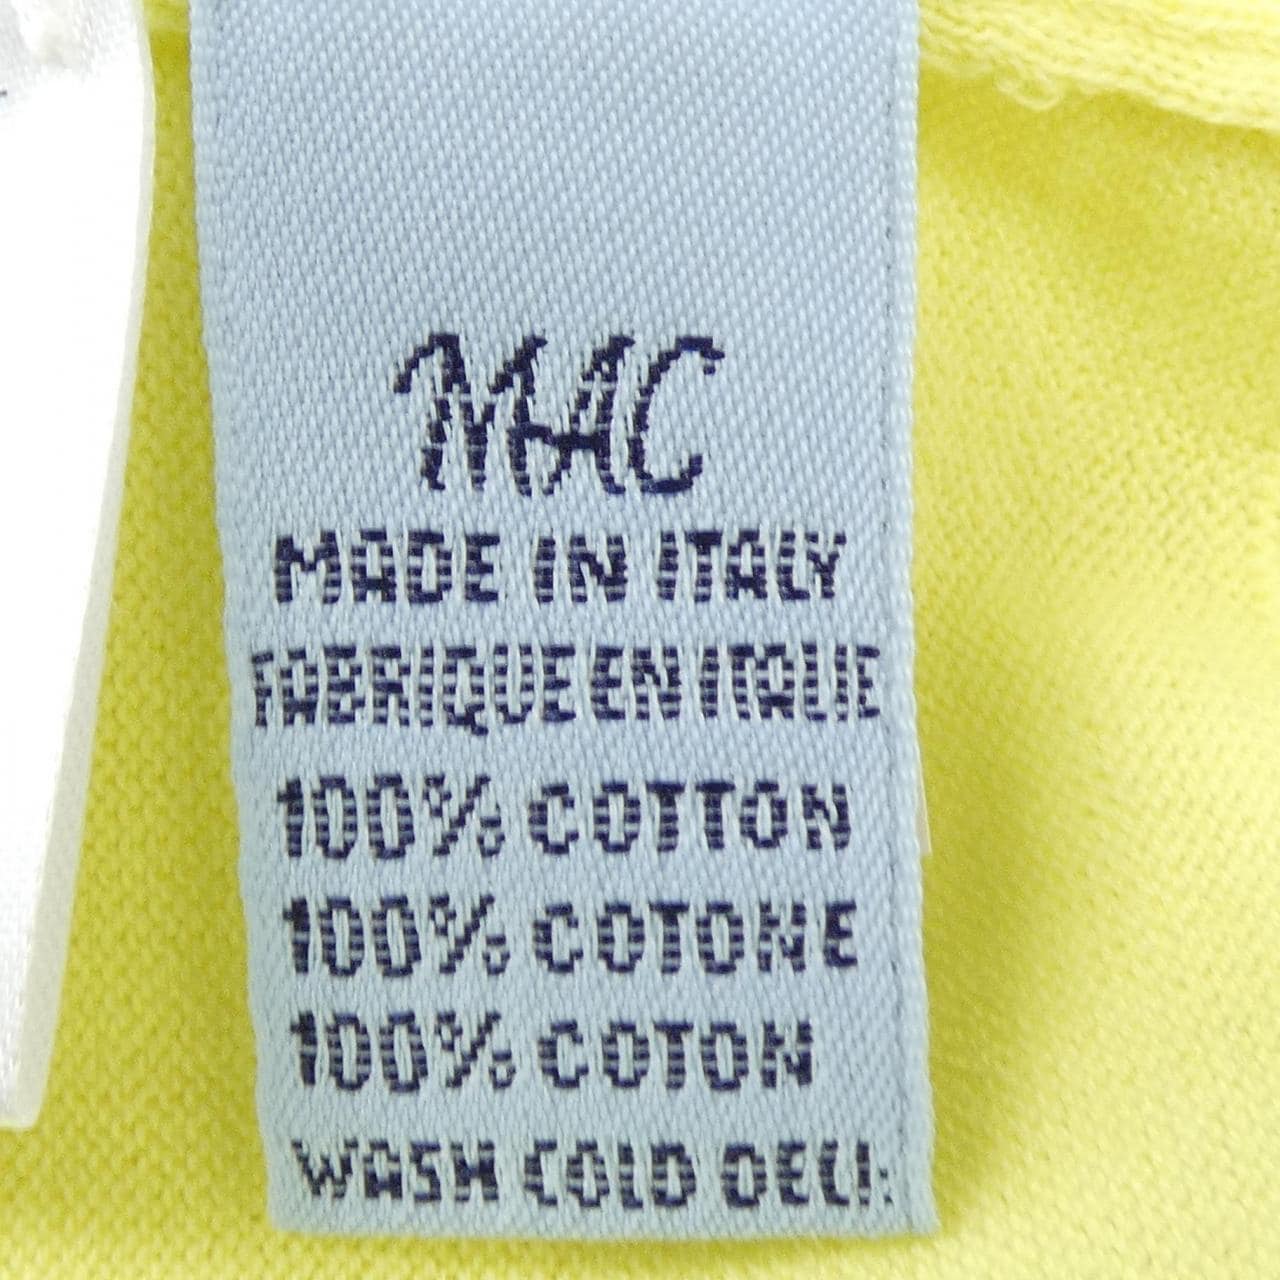 MAC
MADE IN ITALY
FABRIQUE EN ITALIE
100% COTTON
100% COTONE
100% COTON
WASH COLD DELI.